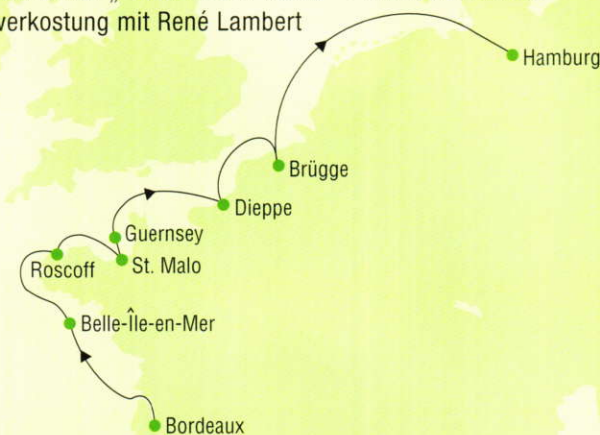 verkostung mit René Lambert
Hamburg
Brügge
Dieppe
Guernsey
Roscoff
St. Malo
Belle-Île-en-Mer
Bordeaux